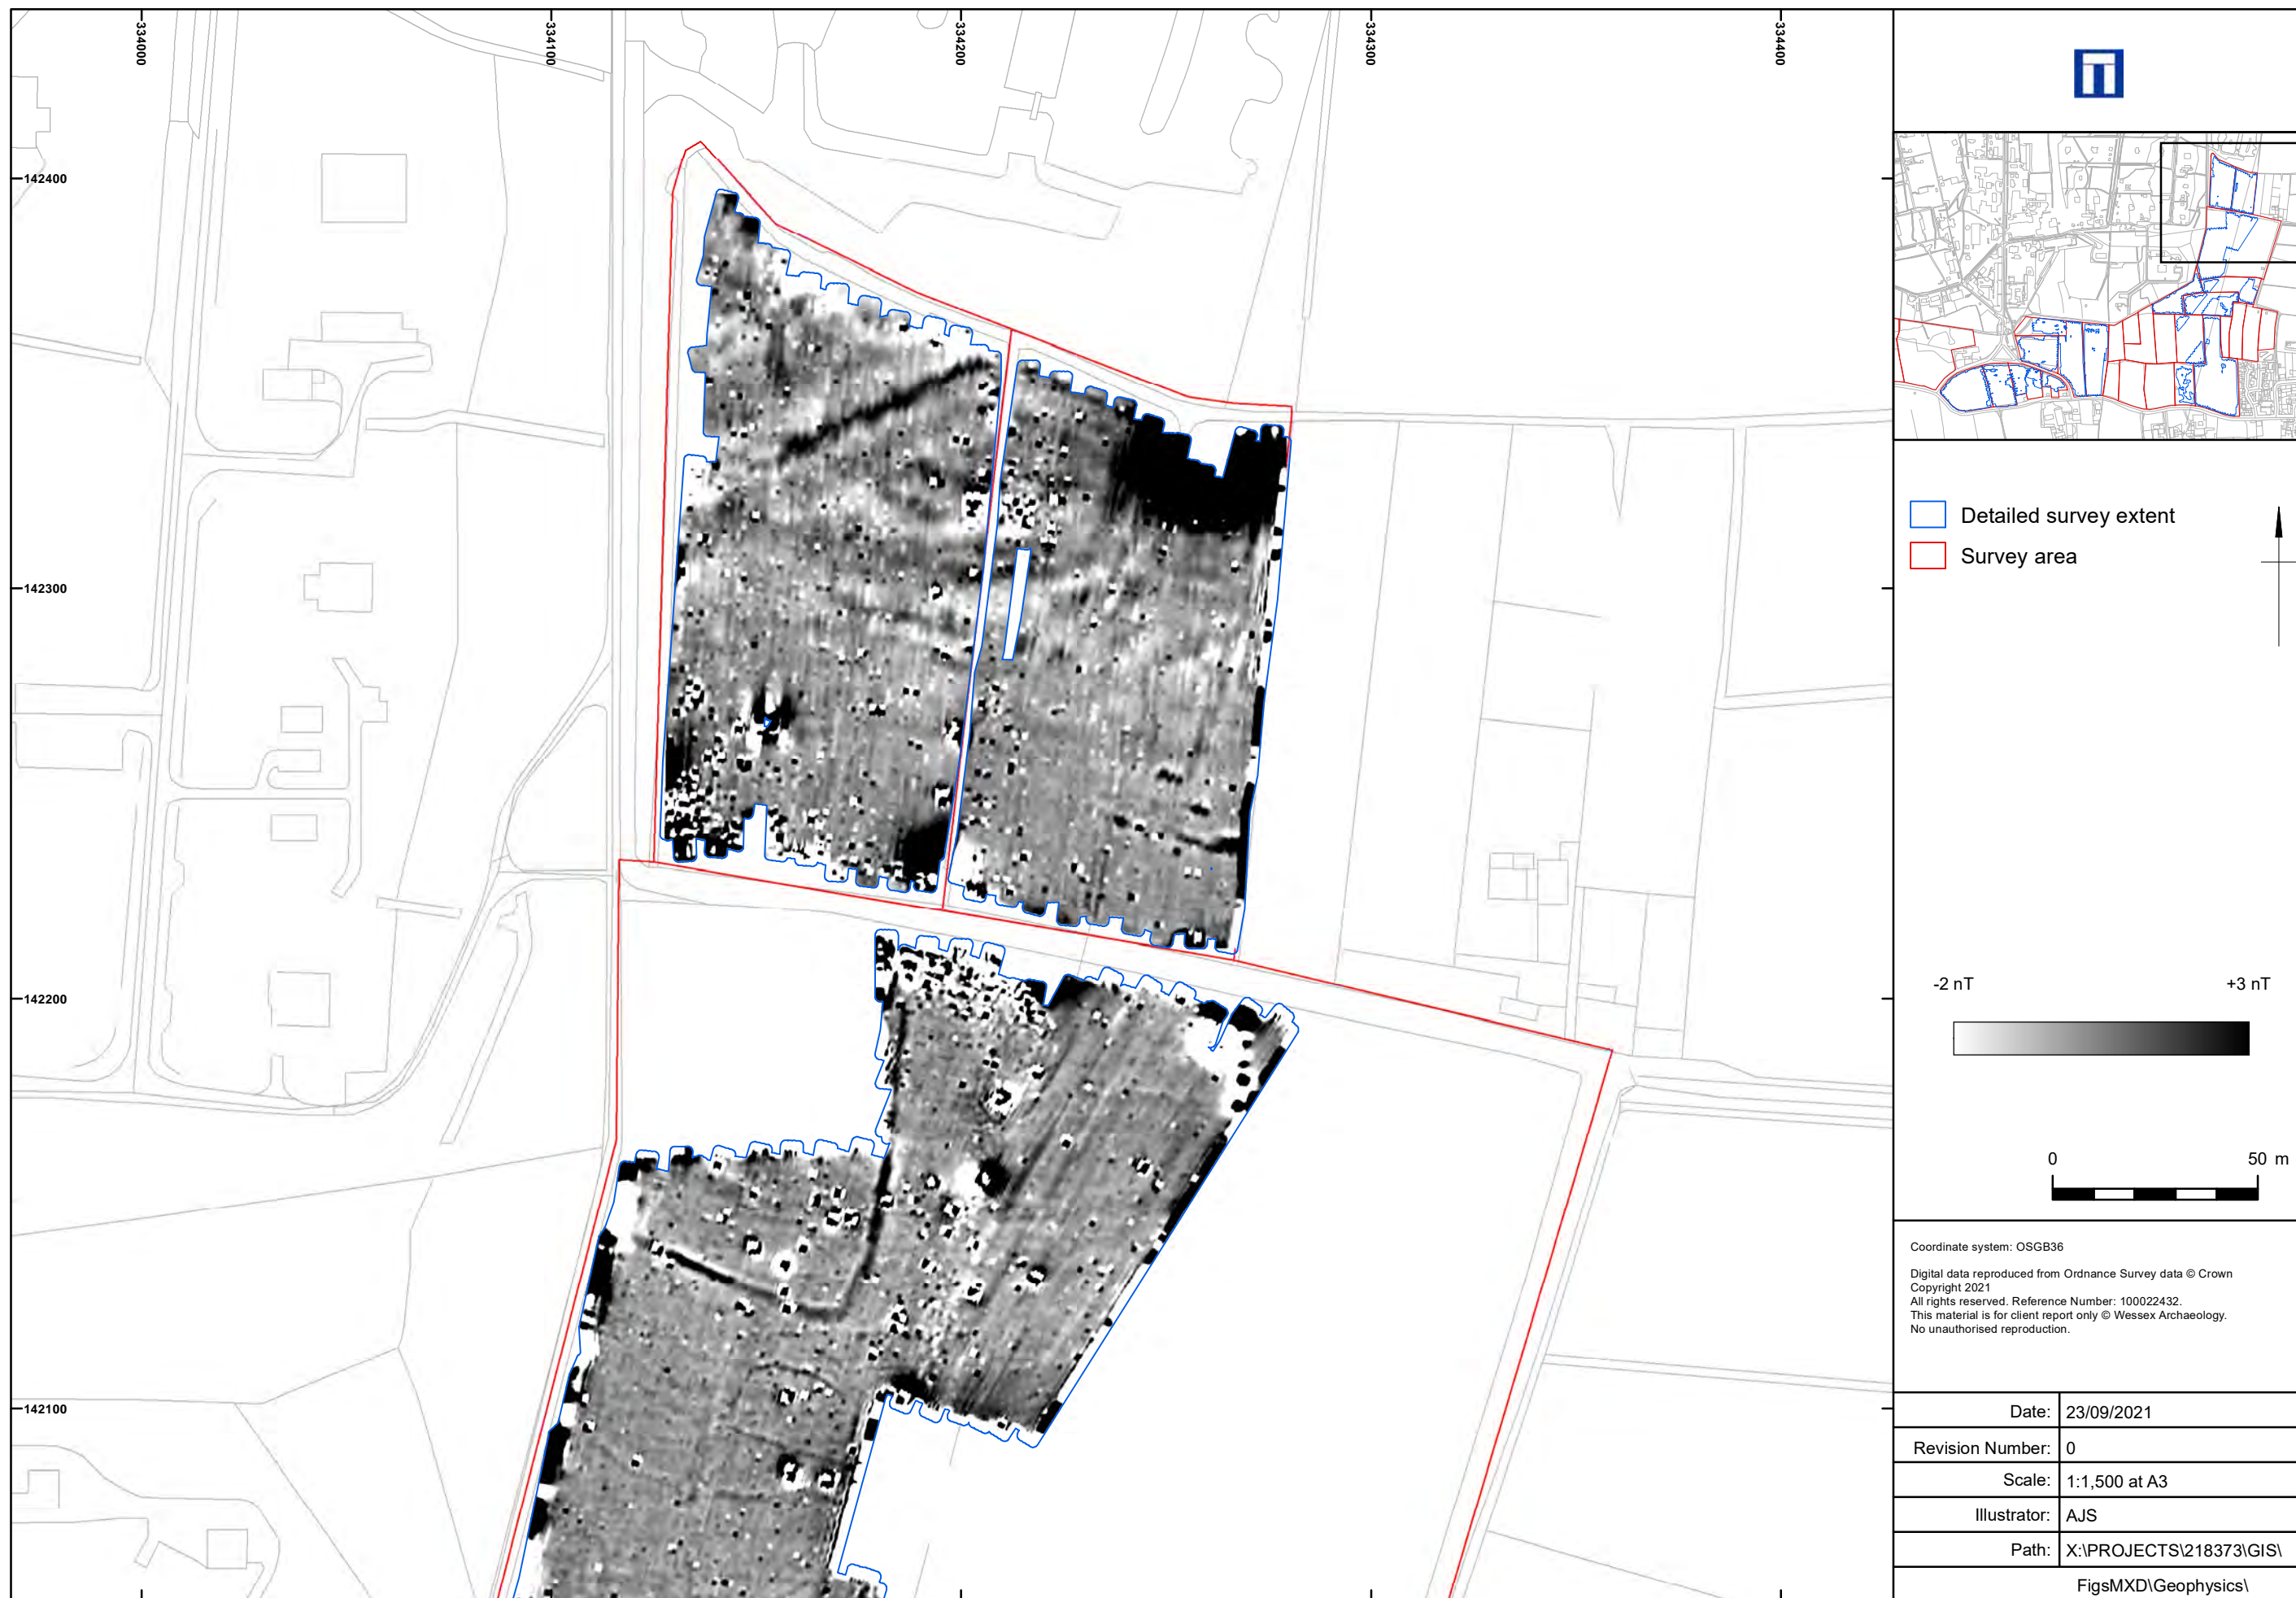 334000
334100
334200
334300
334400
142400
142300
142200
142100
Detailed survey extent
Survey area
-2 nT
+3 nT
0
50 m
Coordinate system: OSGB36
Digital data reproduced from Ordnance Survey data © Crown
Copyright 2021
All rights reserved. Reference Number: 100022432.
This material is for client report only © Wessex Archaeology.
No unauthorised reproduction.
Date: 23/09/2021
Revision Number: 0
Scale: 1:1,500 at A3
Illustrator: AJS
Path: X:\PROJECTS\218373\GIS\
FigsMXD\Geophysics\